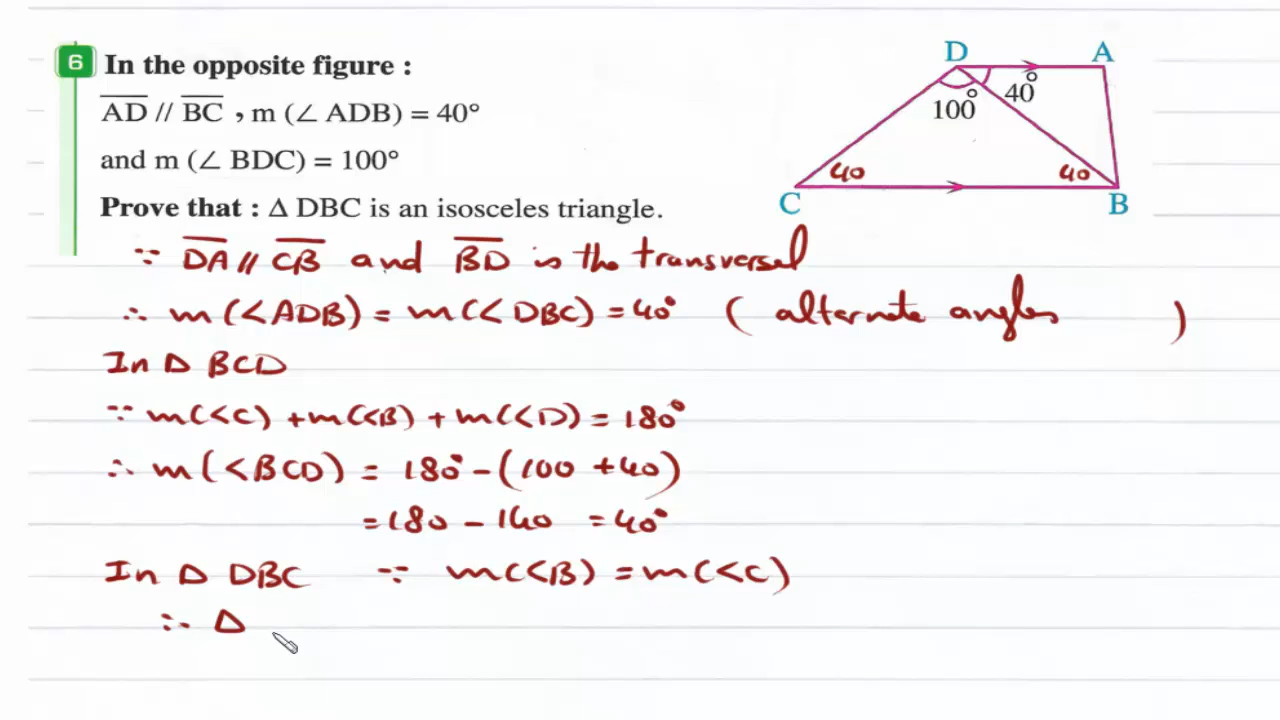 6 In the opposite figure :
AD // BC , m (∠ ADB) = 40°
and m (∠ BDC) = 100°
Prove that : Δ DBC is an isosceles triangle.
D A
100° 40°
40 40
C B
∵ DA // CB and BD is the transversal
∴ m (<ADB) = m (<DBC) = 40° ( alternate angles )
In Δ BCD
∵ m(<C) + m(<B) + m(<D) = 180°
∴ m (<BCD) = 180° - (100 + 40)
= 180 - 140 = 40°
In Δ DBC ∵ m(<B) = m(<C)
∴ Δ